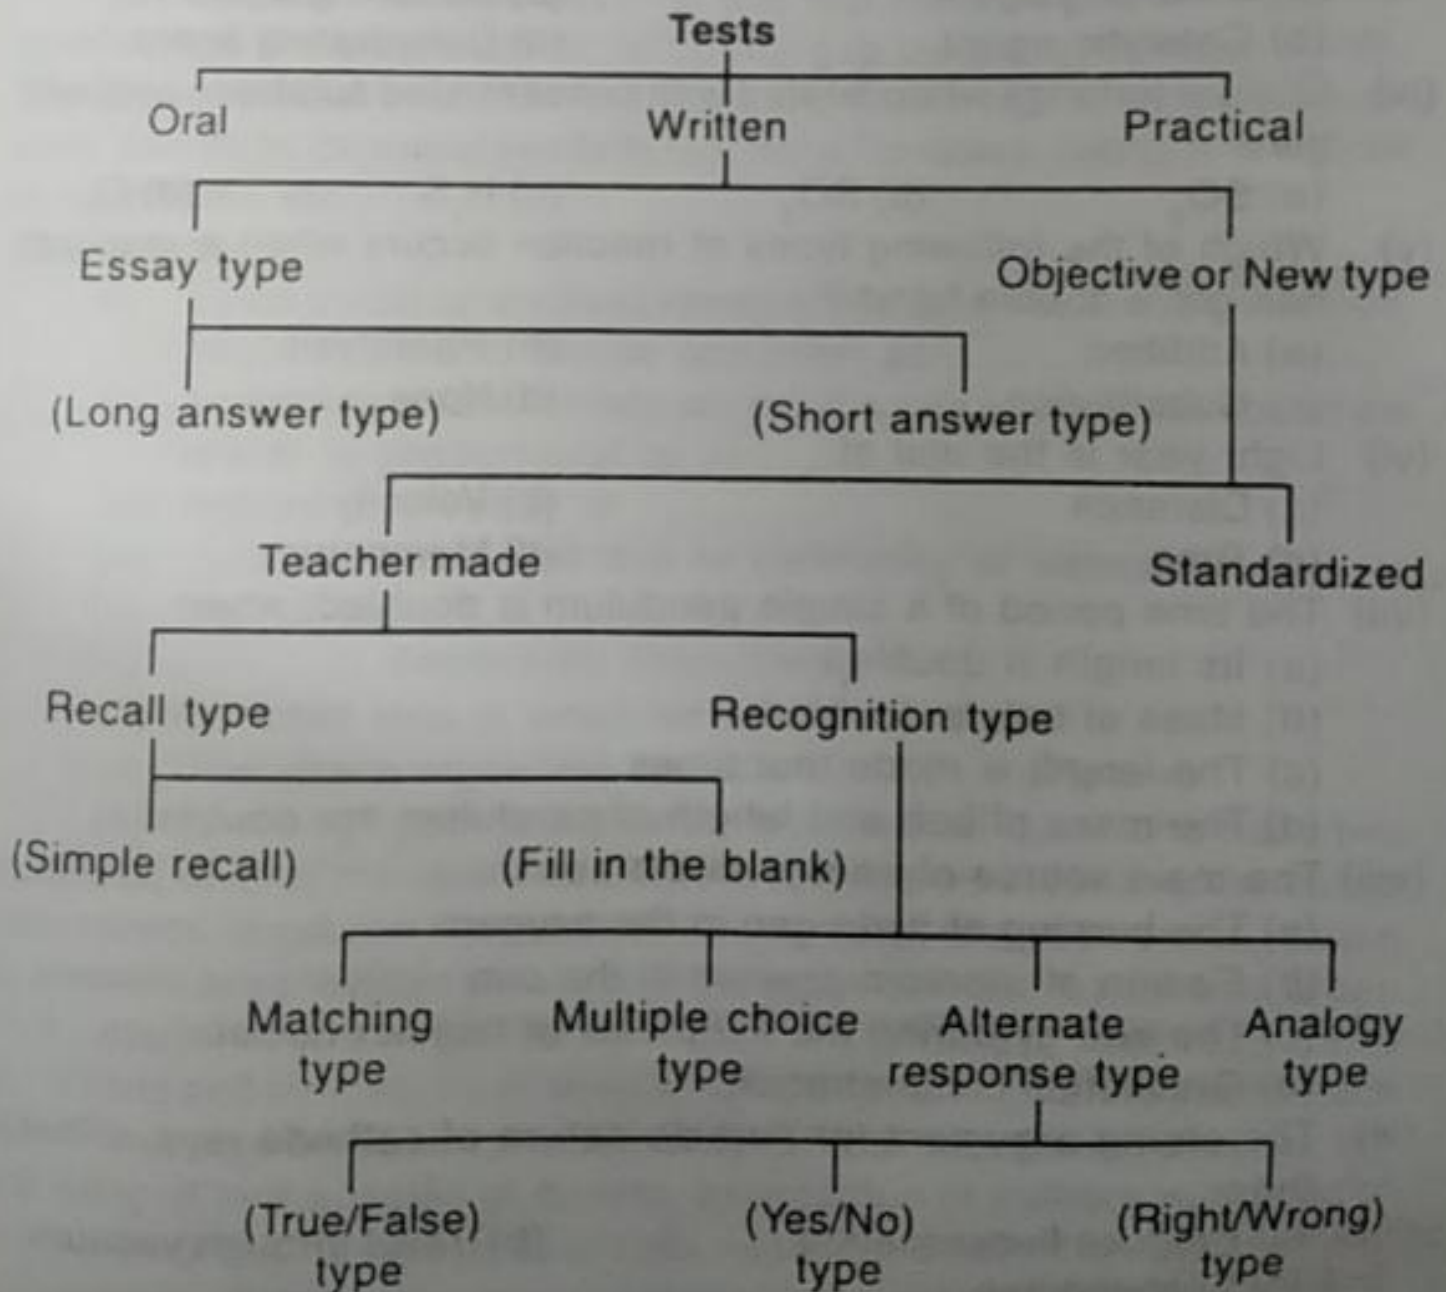 Tests
Oral Written Practical
Essay type Objective or New type
(Long answer type) (Short answer type)
Teacher made Standardized
Recall type Recognition type
(Simple recall) (Fill in the blank)
Matching Multiple choice Alternate Analogy
type type response type type
(True/False) (Yes/No) (Right/Wrong)
type type type